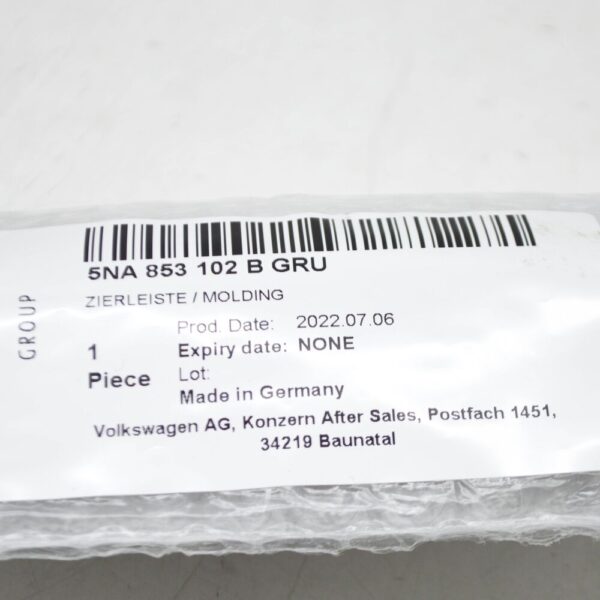 5NA 853 102 B GRU
ZIERLEISTE / MOLDING
GROUP
Prod. Date: 2022.07.06
1 Expiry date: NONE
Piece Lot:
Made in Germany
Volkswagen AG, Konzern After Sales, Postfach 1451,
34219 Baunatal